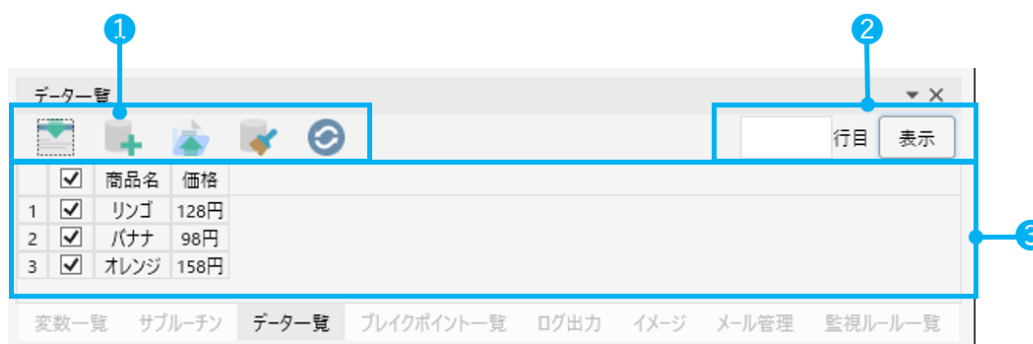 1 2
データ一覧
行目 表示
商品名 価格
1 リンゴ 128円
2 バナナ 98円
3 オレンジ 158円
3
変数一覧 サブルーチン データ一覧 ブレイクポイント一覧 ログ出力 イメージ メール管理 監視ルール一覧